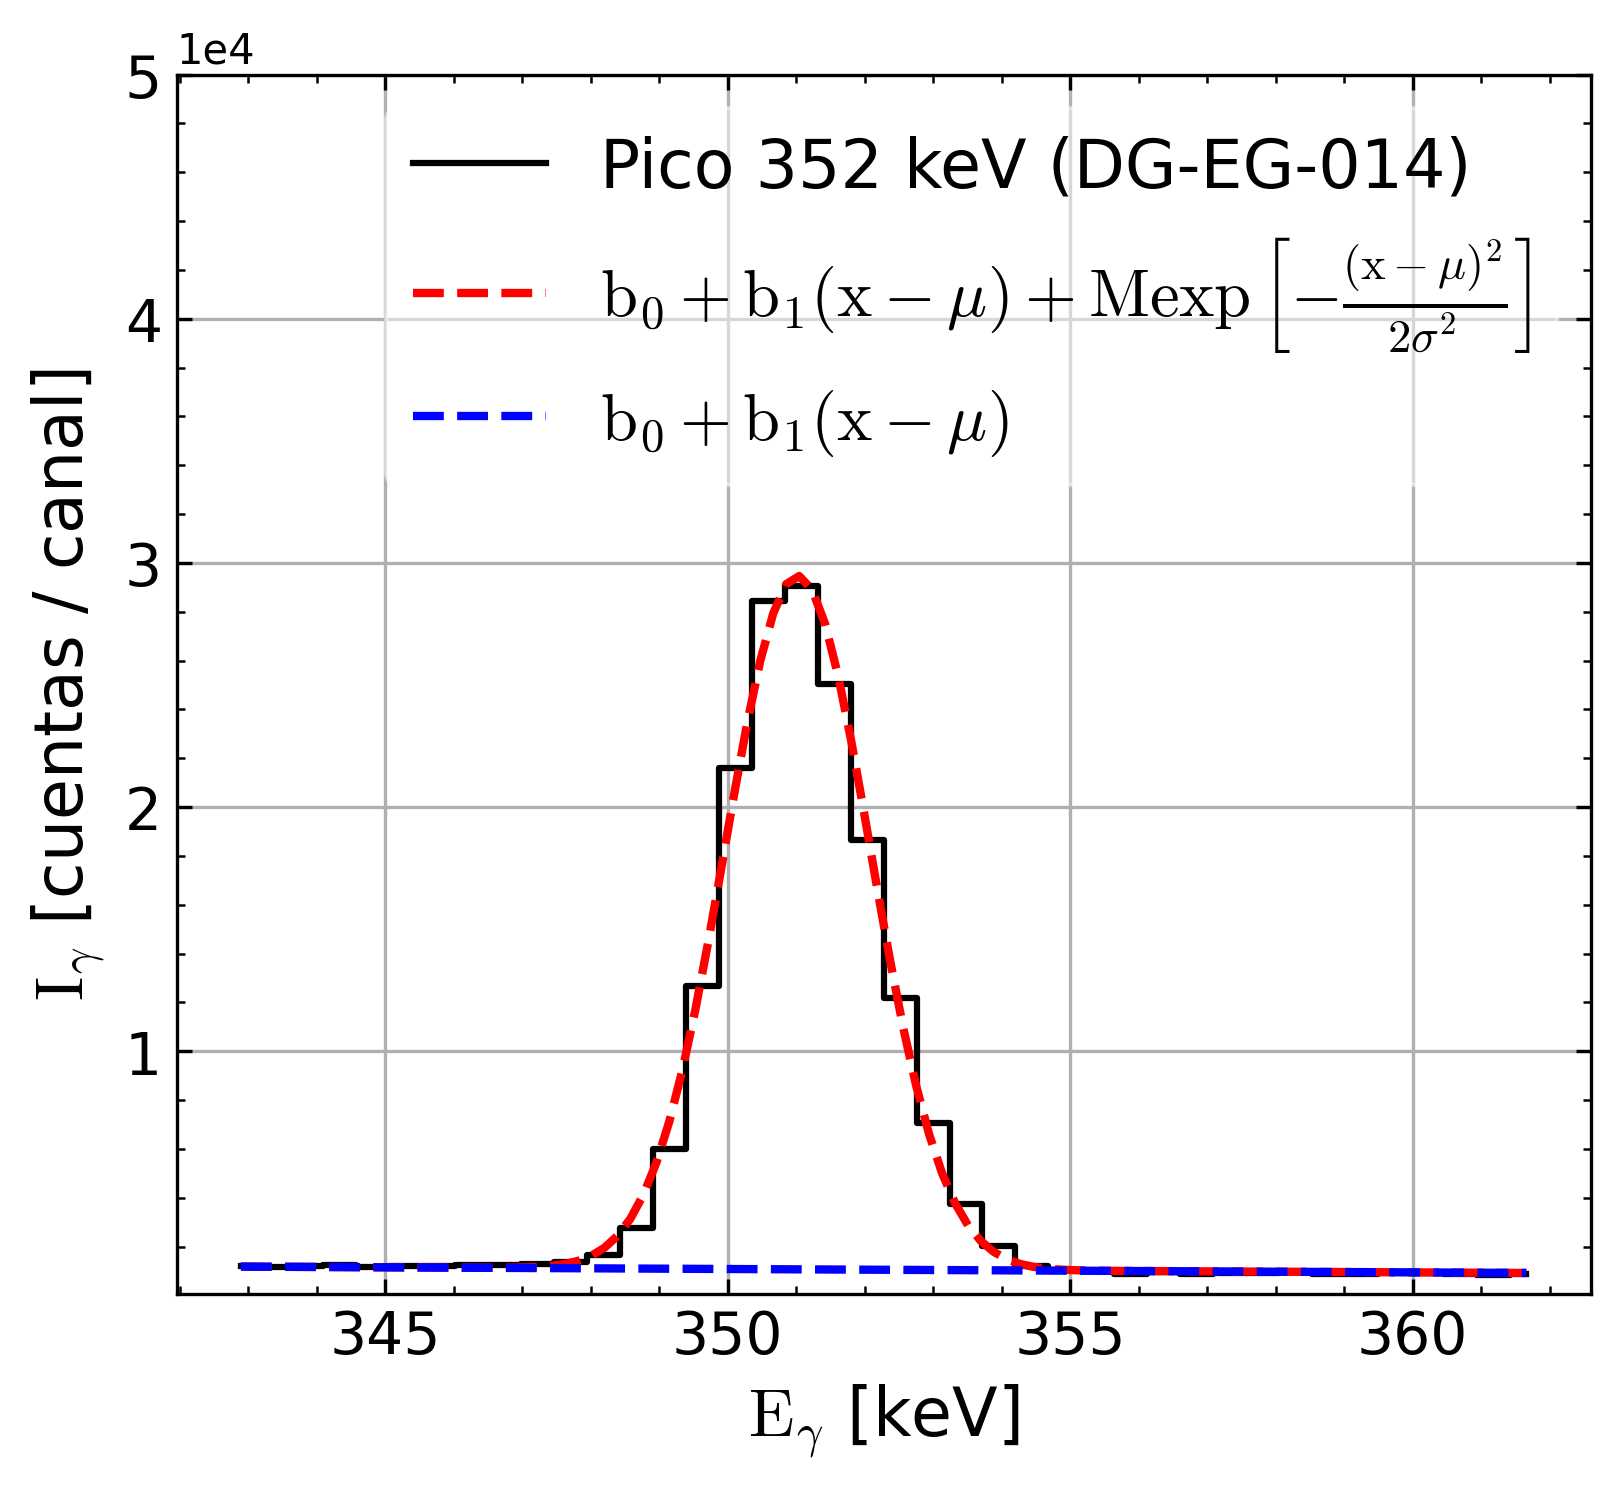 1e4
5
4
3
2
1
I_γ [cuentas / canal]
Pico 352 keV (DG-EG-014)
b₀ + b₁(x − μ) + Mexp [−(x − μ)²/2σ²]
b₀ + b₁(x − μ)
345 350 355 360
E_γ [keV]